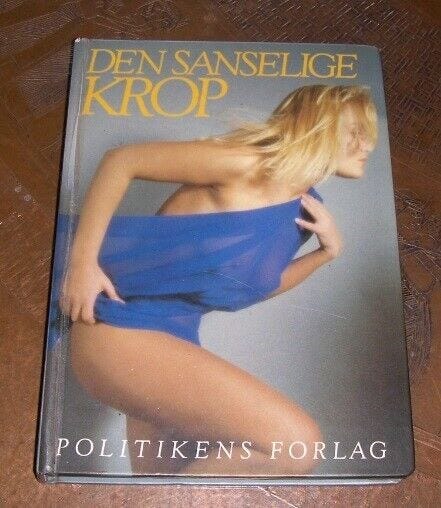 DEN SANSELIGE
KROP
POLITIKENS FORLAG